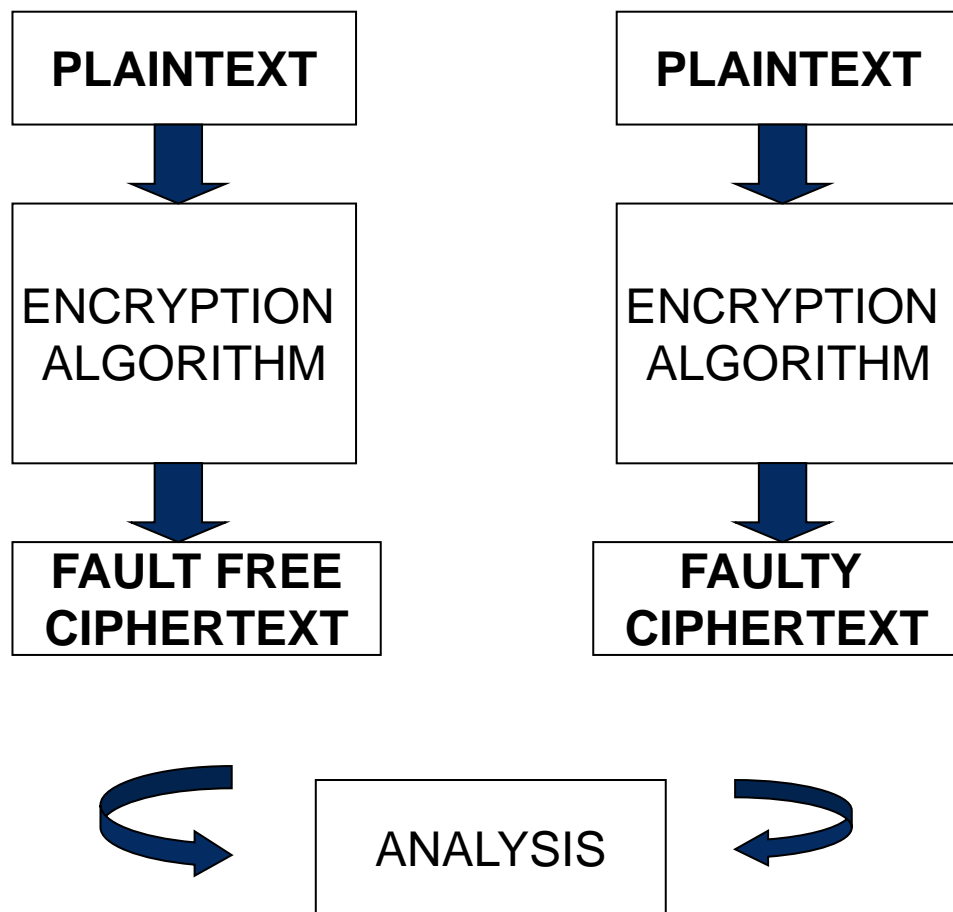 PLAINTEXT
ENCRYPTION
ALGORITHM
FAULT FREE
CIPHERTEXT
PLAINTEXT
ENCRYPTION
ALGORITHM
FAULTY
CIPHERTEXT
ANALYSIS